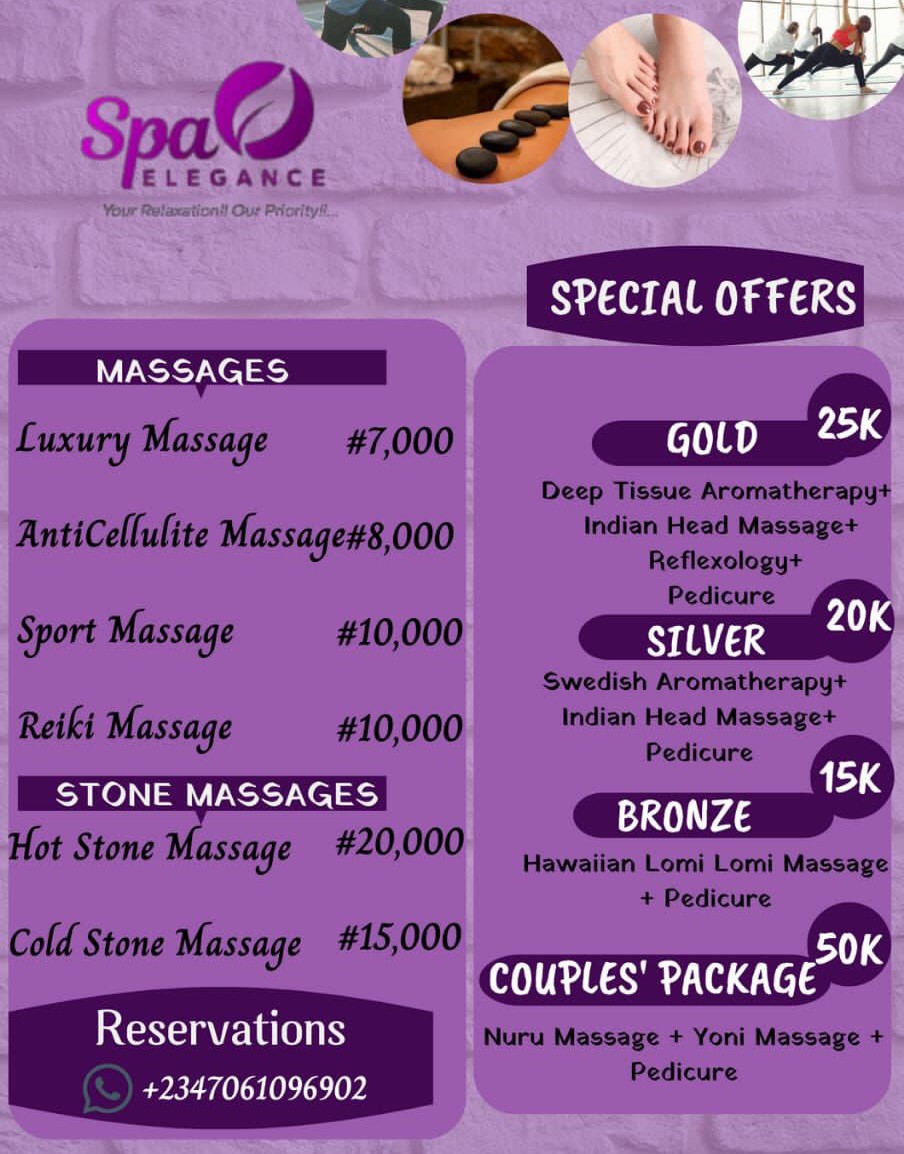 Spa
ELEGANCE
Your Relaxation!! Our Priority!!...
MASSAGES
Luxury Massage #7,000
AntiCellulite Massage #8,000
Sport Massage #10,000
Reiki Massage #10,000
STONE MASSAGES
Hot Stone Massage #20,000
Cold Stone Massage #15,000
Reservations
+2347061096902
SPECIAL OFFERS
GOLD 25K
Deep Tissue Aromatherapy+
Indian Head Massage+
Reflexology+
Pedicure
SILVER 20K
Swedish Aromatherapy+
Indian Head Massage+
Pedicure
BRONZE 15K
Hawaiian Lomi Lomi Massage
+ Pedicure
COUPLES' PACKAGE 50K
Nuru Massage + Yoni Massage +
Pedicure